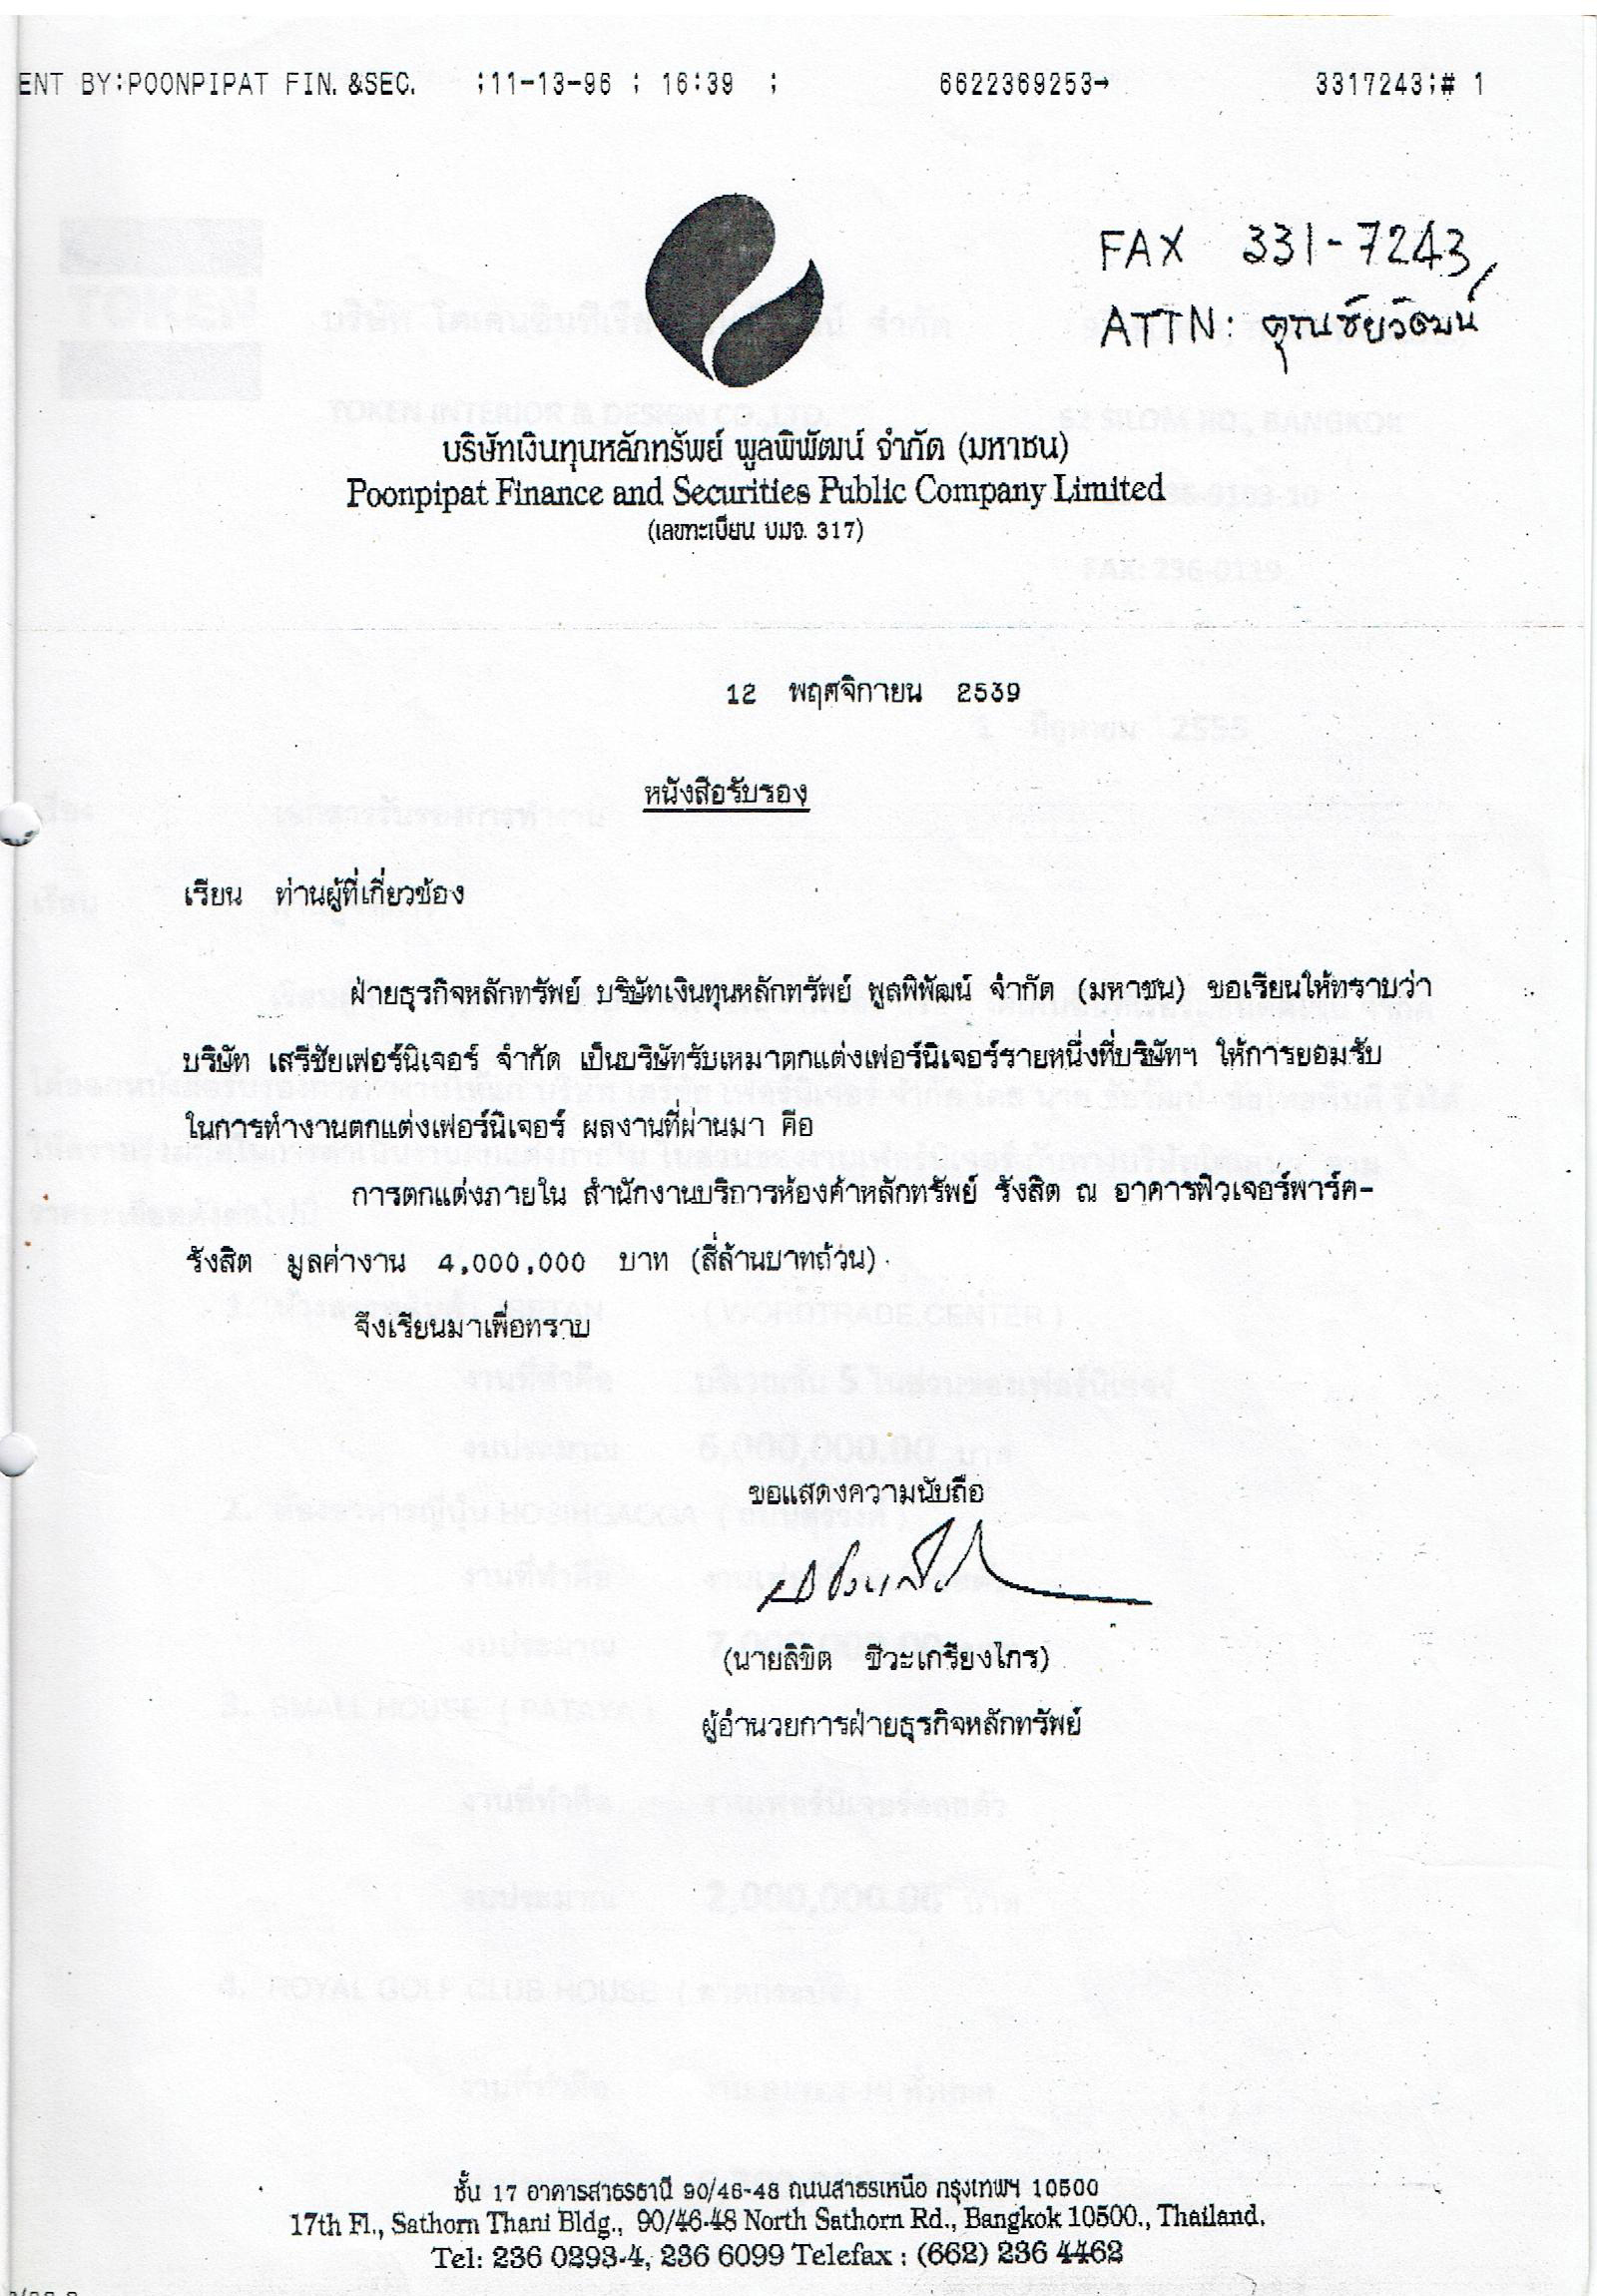 ENT BY:POONPIPAT FIN. &SEC. ;11-13-96 ; 16:39 ; 6622369253→ 3317243;# 1
FAX 331-7243
ATTN: คุณชัยวัฒน์
บริษัทเงินทุนหลักทรัพย์ พูลพิพัฒน์ จำกัด (มหาชน)
Poonpipat Finance and Securities Public Company Limited
(เลขทะเบียน บมจ. 317)
12 พฤศจิกายน 2539
หนังสือรับรอง
เรียน ท่านผู้ที่เกี่ยวข้อง
ฝ่ายธุรกิจหลักทรัพย์ บริษัทเงินทุนหลักทรัพย์ พูลพิพัฒน์ จำกัด (มหาชน) ขอเรียนให้ทราบว่า
บริษัท เสรีชัยเฟอร์นิเจอร์ จำกัด เป็นบริษัทรับเหมาตกแต่งเฟอร์นิเจอร์รายหนึ่งที่บริษัทฯ ให้การยอมรับ
ในการทำงานตกแต่งเฟอร์นิเจอร์ ผลงานที่ผ่านมา คือ
การตกแต่งภายใน สำนักงานบริการห้องค้าหลักทรัพย์ รังสิต ณ อาคารฟิวเจอร์พาร์ค-
รังสิต มูลค่างาน 4,000,000 บาท (สี่ล้านบาทถ้วน)
จึงเรียนมาเพื่อทราบ
ขอแสดงความนับถือ
(นายลิขิต ชีวะเกรียงไกร)
ผู้อำนวยการฝ่ายธุรกิจหลักทรัพย์
ชั้น 17 อาคารสาธรธานี 90/46-48 ถนนสาธรเหนือ กรุงเทพฯ 10500
17th Fl., Sathorn Thani Bldg., 90/46-48 North Sathorn Rd., Bangkok 10500., Thailand.
Tel: 236 0293-4, 236 6099 Telefax : (662) 236 4462